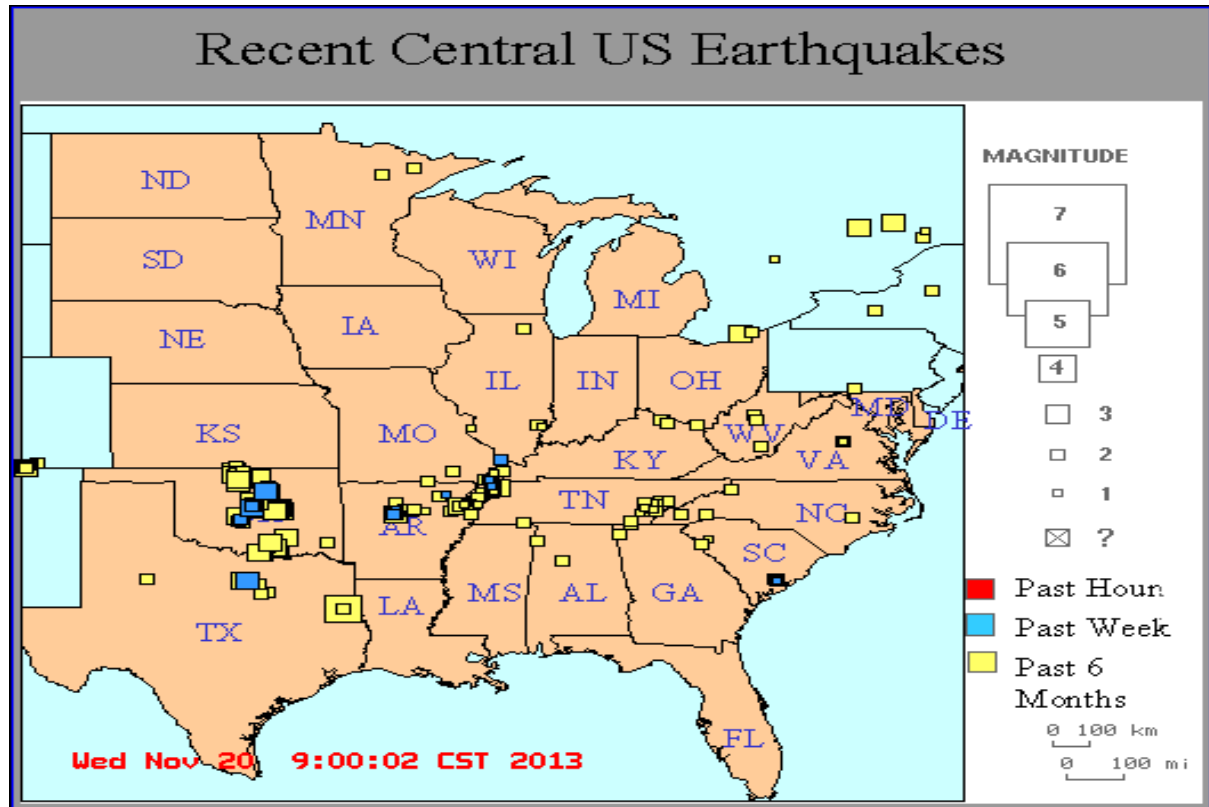 Recent Central US Earthquakes
MAGNITUDE
7
6
5
4
3
2
1
?
ND
MN
SD
WI
MI
NE
IA
IL
IN
OH
MD
DE
KS
MO
WV
VA
KY
TN
NC
AR
SC
MS
AL
GA
LA
TX
FL
Past Hour
Past Week
Past 6
Months
0 100 km
0 100 mi
Wed Nov 20 9:00:02 CST 2013